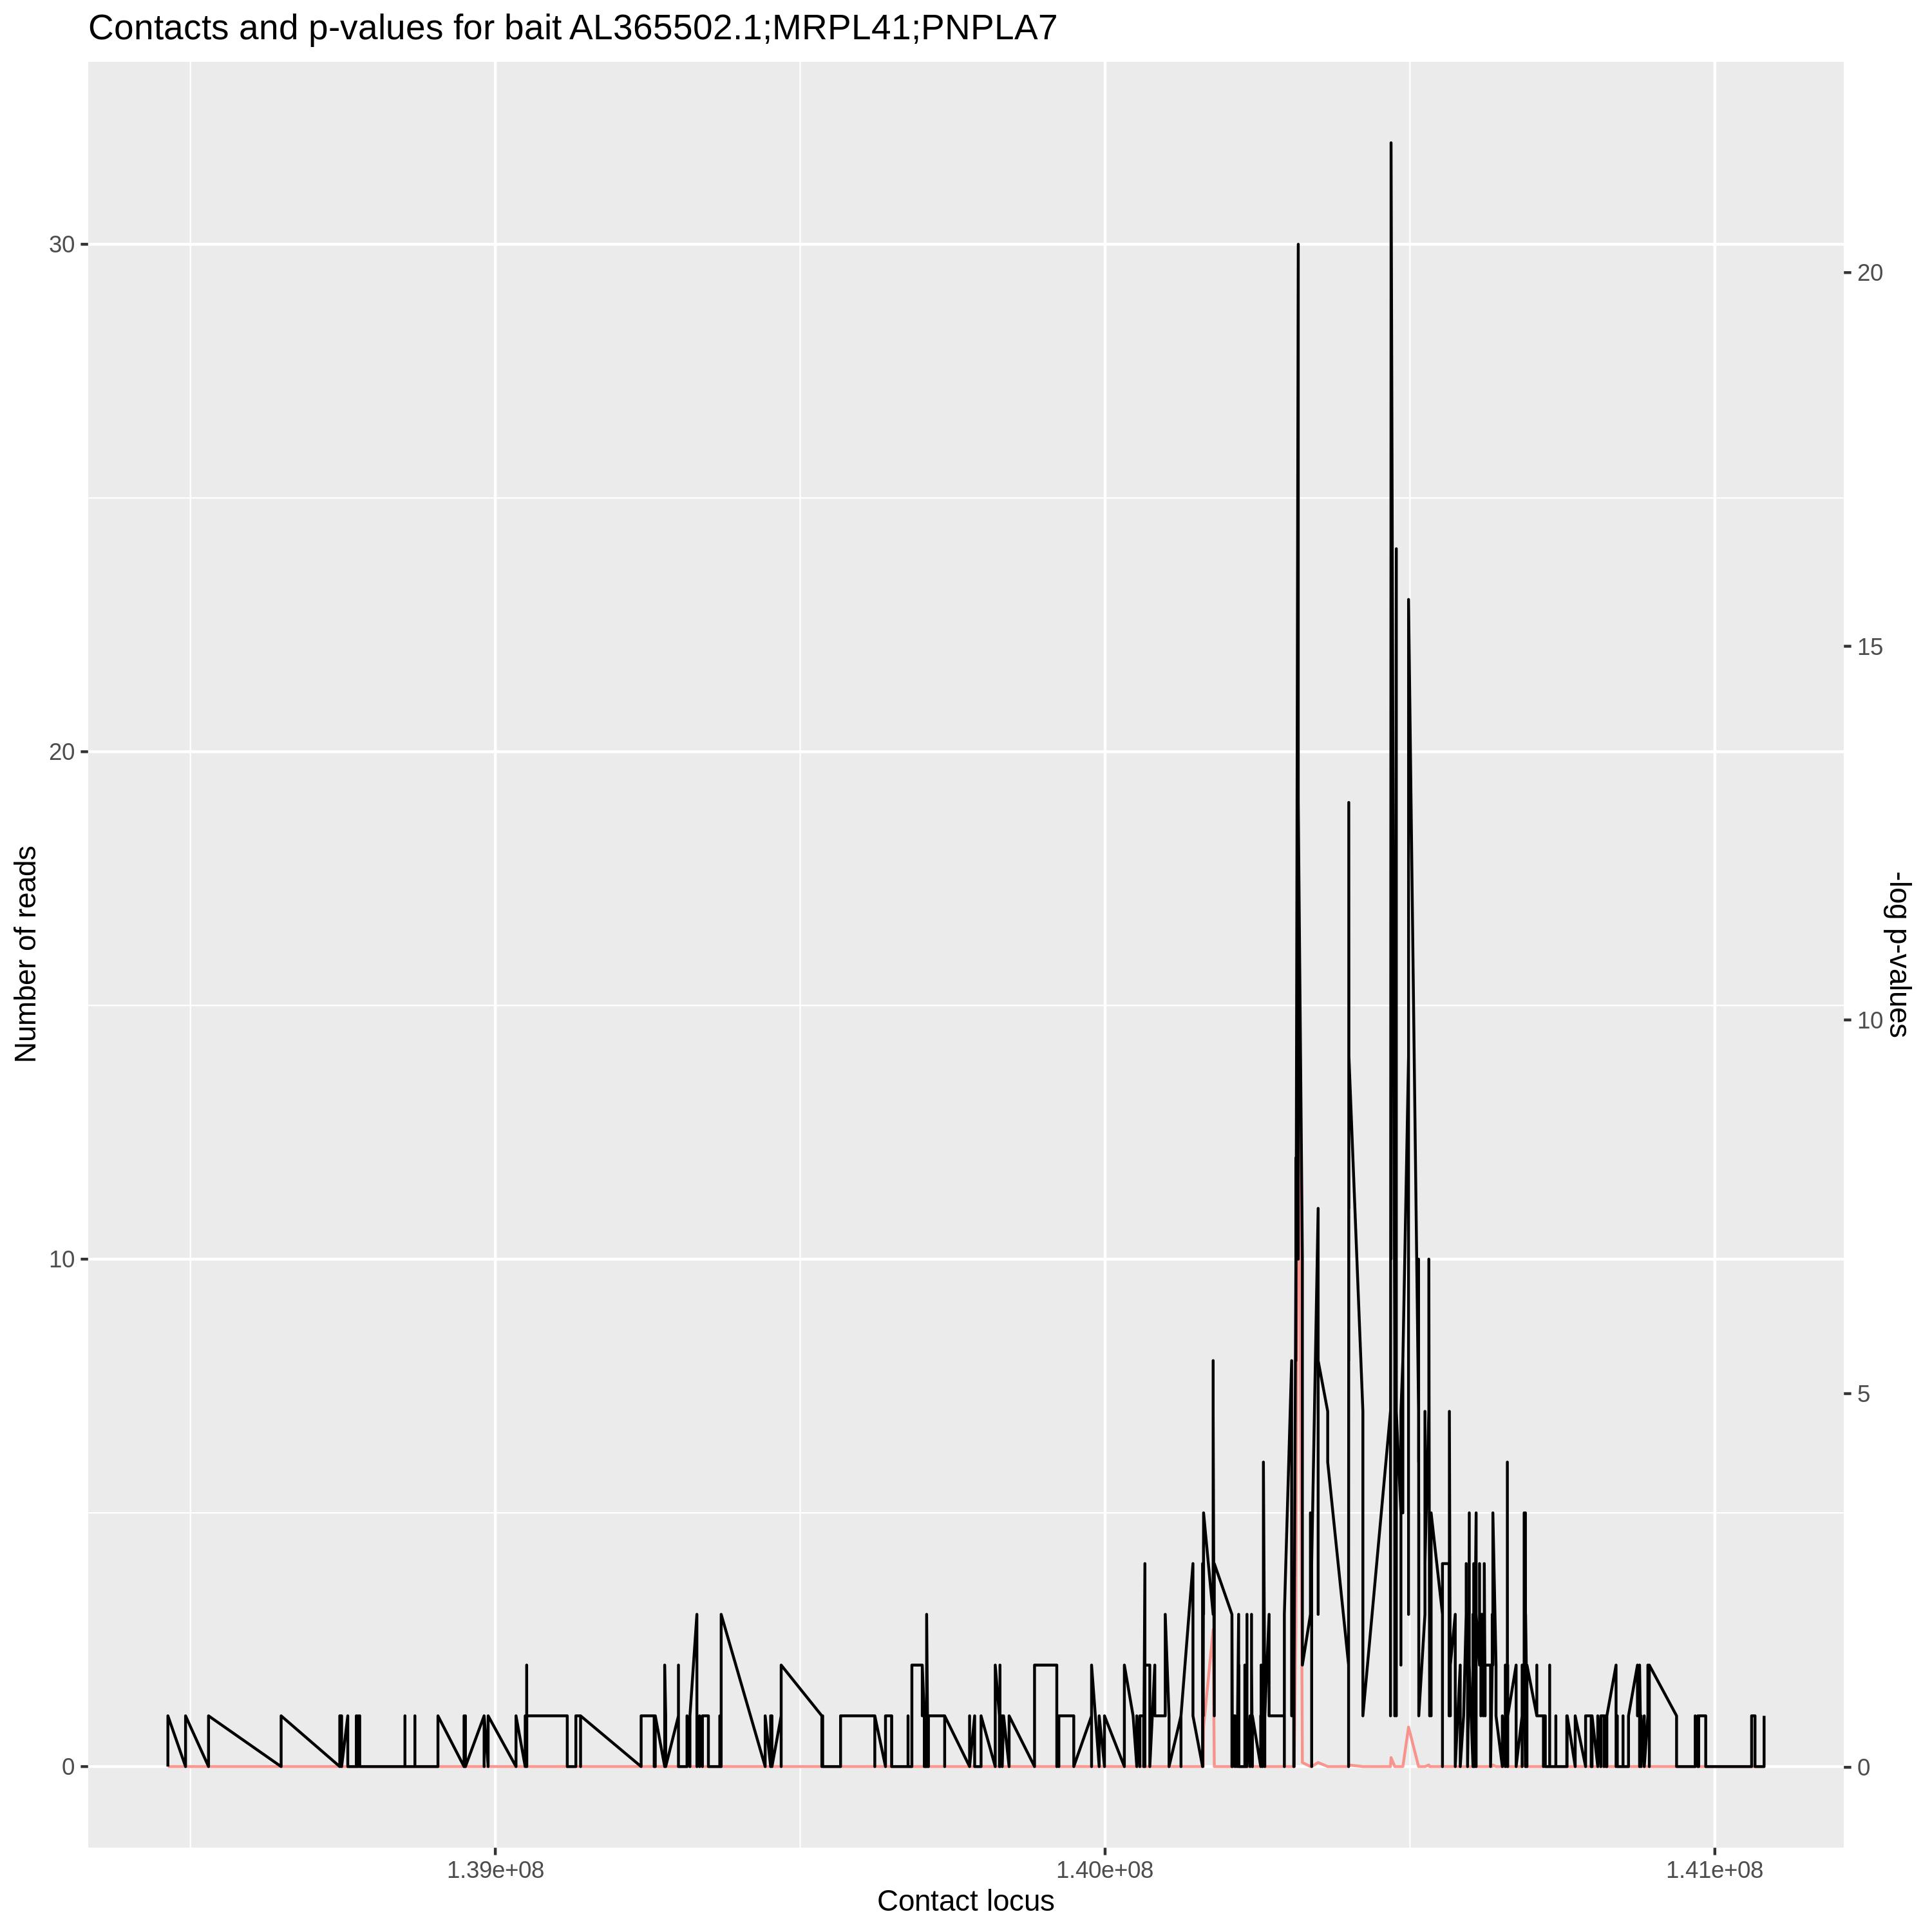 Contacts and p-values for bait AL365502.1;MRPL41;PNPLA7
30
20
10
0
Number of reads
20
15
10
5
0
-log p-values
1.39e+08
1.40e+08
1.41e+08
Contact locus